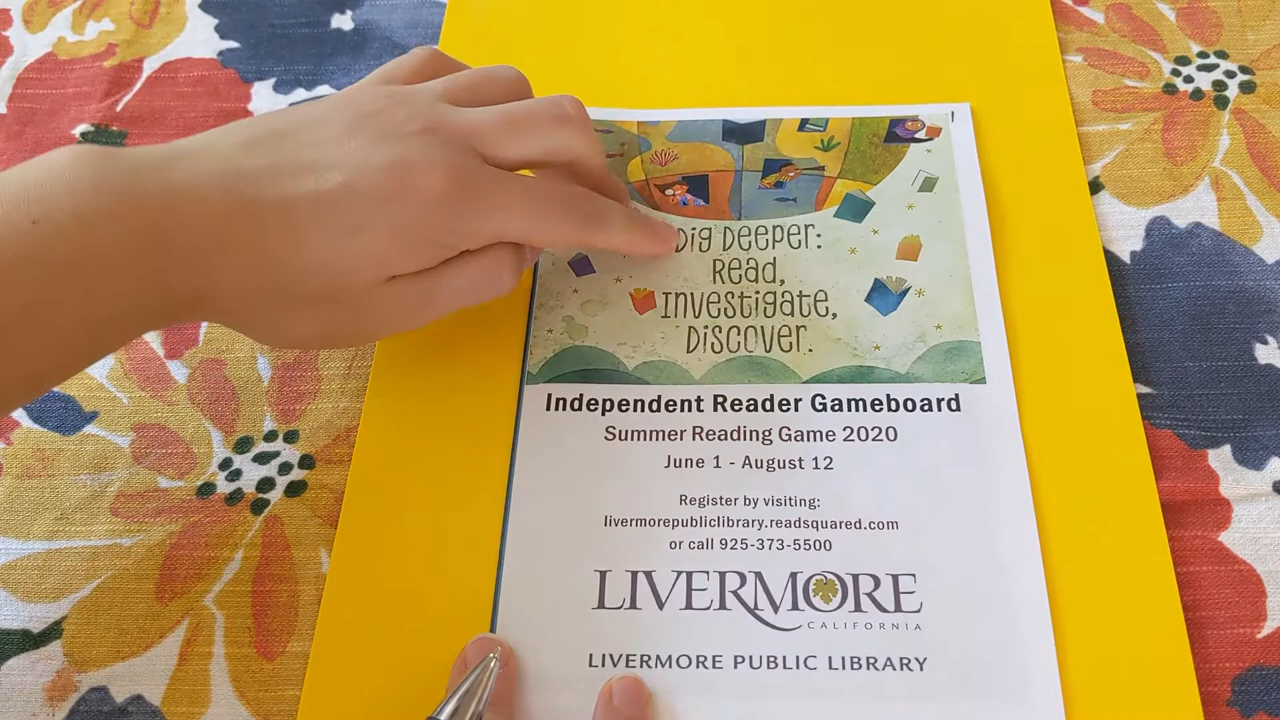 Dig Deeper:
Read,
Investigate,
Discover.
Independent Reader Gameboard
Summer Reading Game 2020
June 1 - August 12
Register by visiting:
livermorepubliclibrary.readsquared.com
or call 925-373-5500
LIVERMORE
CALIFORNIA
LIVERMORE PUBLIC LIBRARY